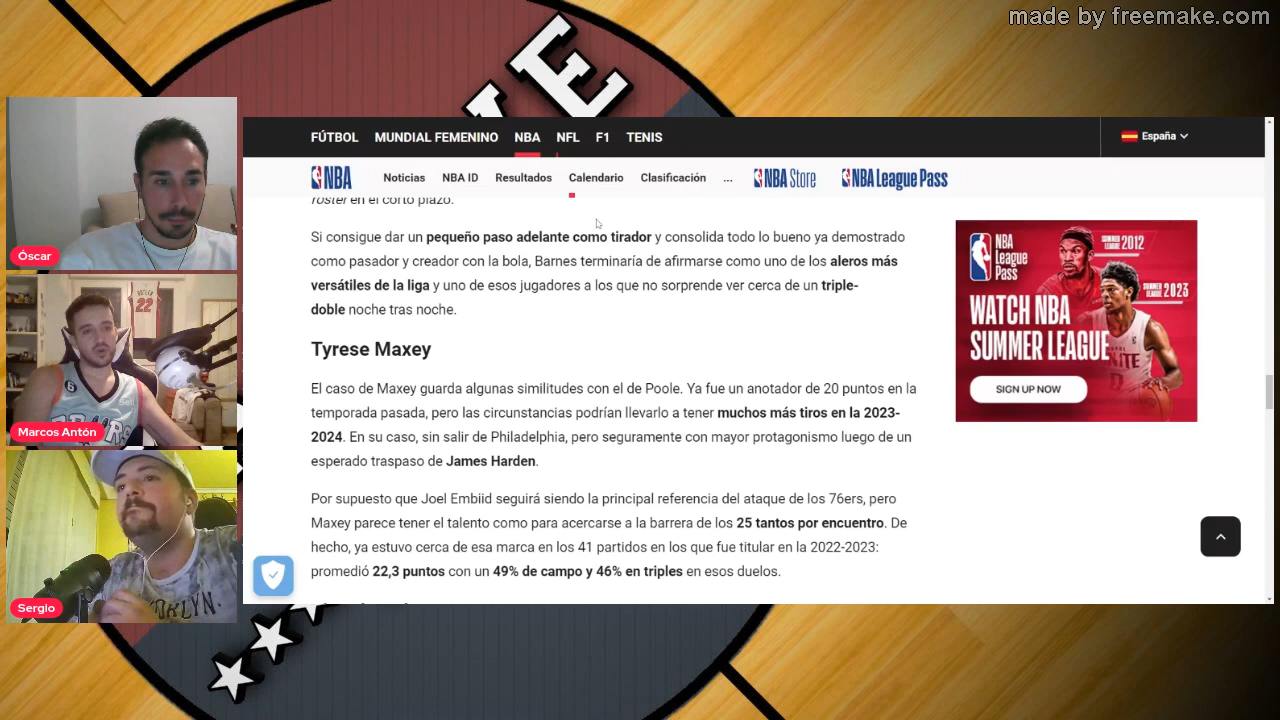 made by freemake.com
FÚTBOL MUNDIAL FEMENINO NBA NFL F1 TENIS
España
NBA
Noticias NBA ID Resultados Calendario Clasificación ...
NBA Store
NBA League Pass
roster en el corto plazo.
Si consigue dar un pequeño paso adelante como tirador y consolida todo lo bueno ya demostrado
como pasador y creador con la bola, Barnes terminaría de afirmarse como uno de los aleros más
versátiles de la liga y uno de esos jugadores a los que no sorprende ver cerca de un triple-
doble noche tras noche.
Tyrese Maxey
El caso de Maxey guarda algunas similitudes con el de Poole. Ya fue un anotador de 20 puntos en la
temporada pasada, pero las circunstancias podrían llevarlo a tener muchos más tiros en la 2023-
2024. En su caso, sin salir de Philadelphia, pero seguramente con mayor protagonismo luego de un
esperado traspaso de James Harden.
Por supuesto que Joel Embiid seguirá siendo la principal referencia del ataque de los 76ers, pero
Maxey parece tener el talento como para acercarse a la barrera de los 25 tantos por encuentro. De
hecho, ya estuvo cerca de esa marca en los 41 partidos en los que fue titular en la 2022-2023:
promedió 22,3 puntos con un 49% de campo y 46% en triples en esos duelos.
NBA
League
Pass
SUMMER LEAGUE 2012
SUMMER LEAGUE 2023
WATCH NBA
SUMMER LEAGUE
SIGN UP NOW
Óscar
22
6
Marcos Antón
Sergio